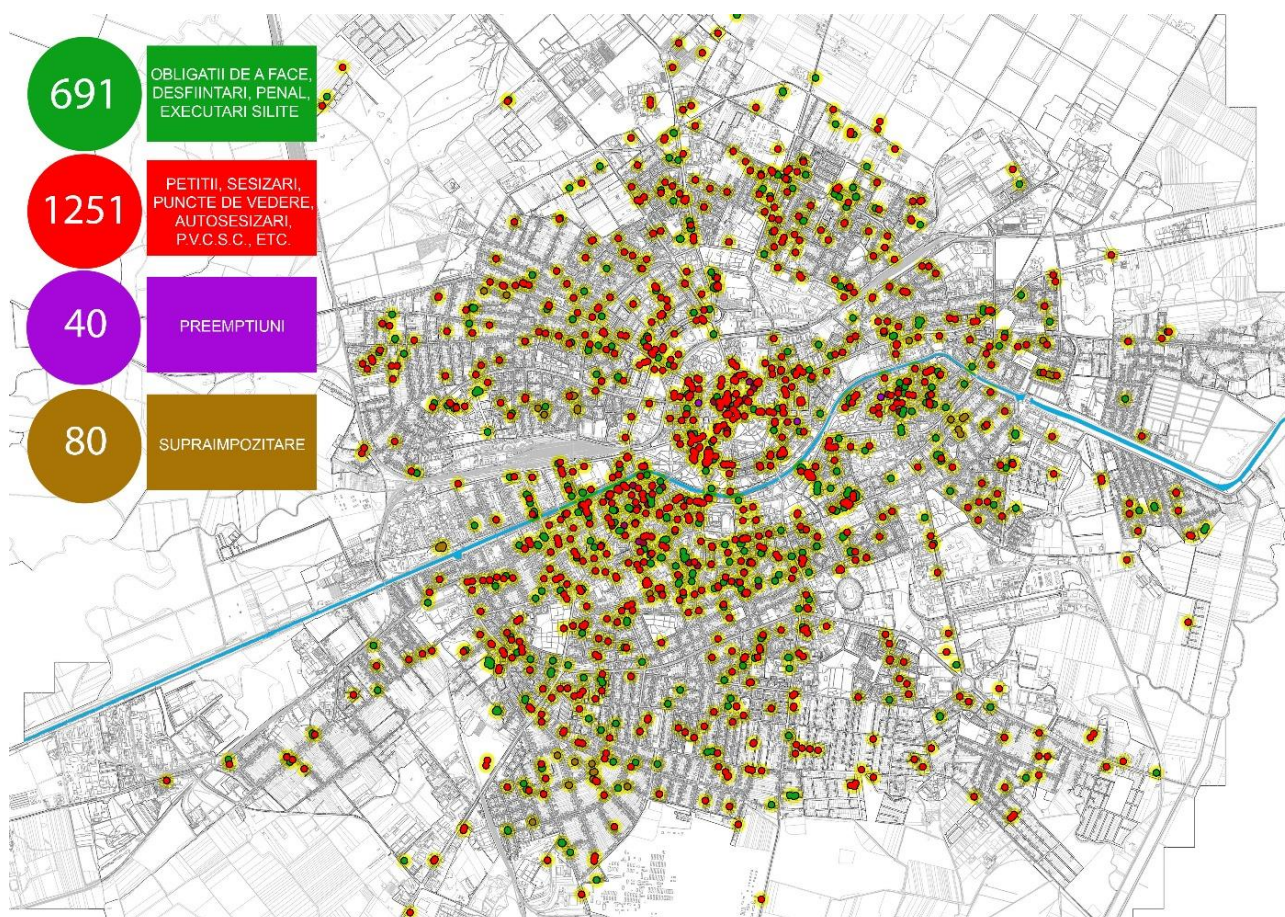 691
OBLIGATII DE A FACE,
DESFIINTARI, PENAL,
EXECUTARI SILITE
1251
PETITII, SESIZARI,
PUNCTE DE VEDERE,
AUTOSESIZARI,
P.V.C.S.C., ETC.
40
PREEMPTIUNI
80
SUPRAIMPOZITARE